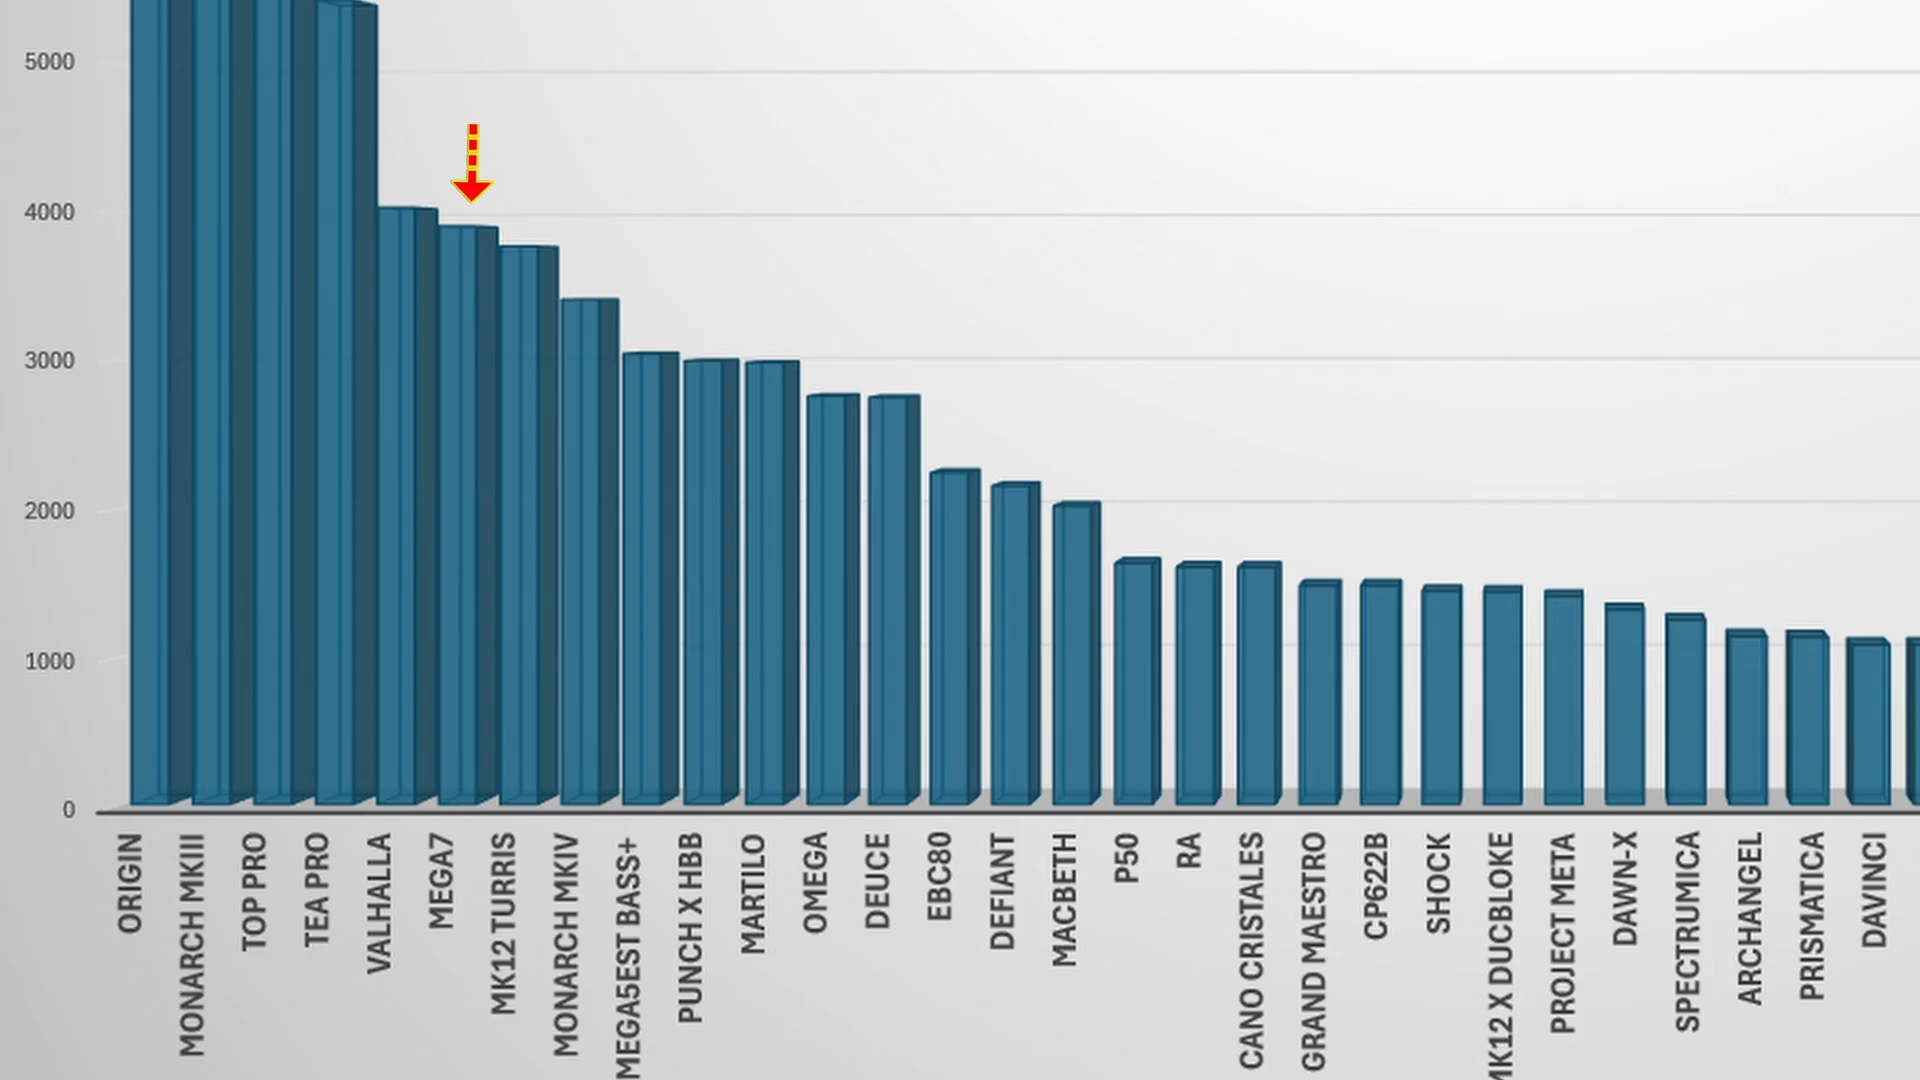 5000
4000
3000
2000
1000
0
ORIGIN
MONARCH MKIII
TOP PRO
TEA PRO
VALHALLA
MEGA7
MK12 TURRIS
MONARCH MKIV
MEGA5EST BASS+
PUNCH X HBB
MARTILO
OMEGA
DEUCE
EBC80
DEFIANT
MACBETH
P50
RA
CANO CRISTALES
GRAND MAESTRO
CP622B
SHOCK
MK12 X DUCBLOKE
PROJECT META
DAWN-X
SPECTRUMICA
ARCHANGEL
PRISMATICA
DAVINCI